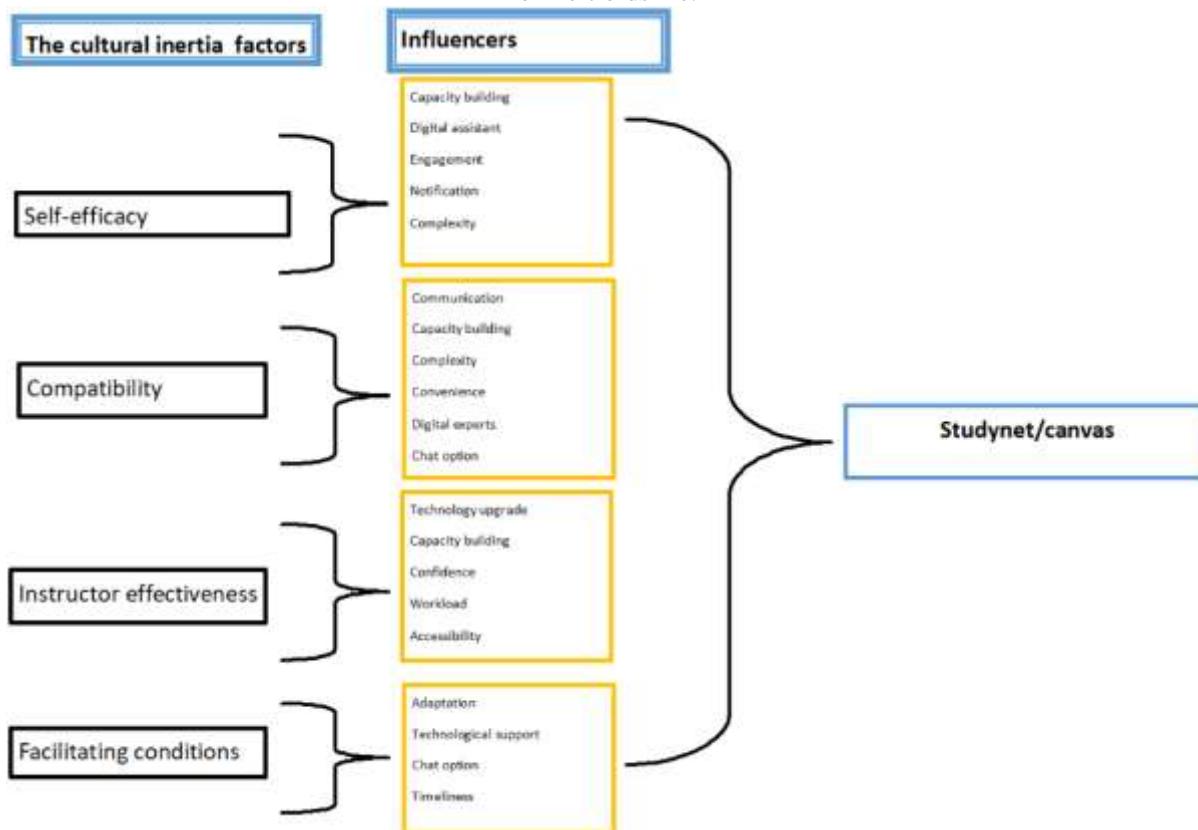 The cultural inertia factors
Influencers
Self-efficacy
Capacity building
Digital assistant
Engagement
Notification
Complexity
Compatibility
Communication
Capacity building
Complexity
Convenience
Digital experts
Chat option
Instructor effectiveness
Technology upgrade
Capacity building
Confidence
Workload
Accessibility
Facilitating conditions
Adaptation
Technological support
Chat option
Timeliness
Studynet/canvas